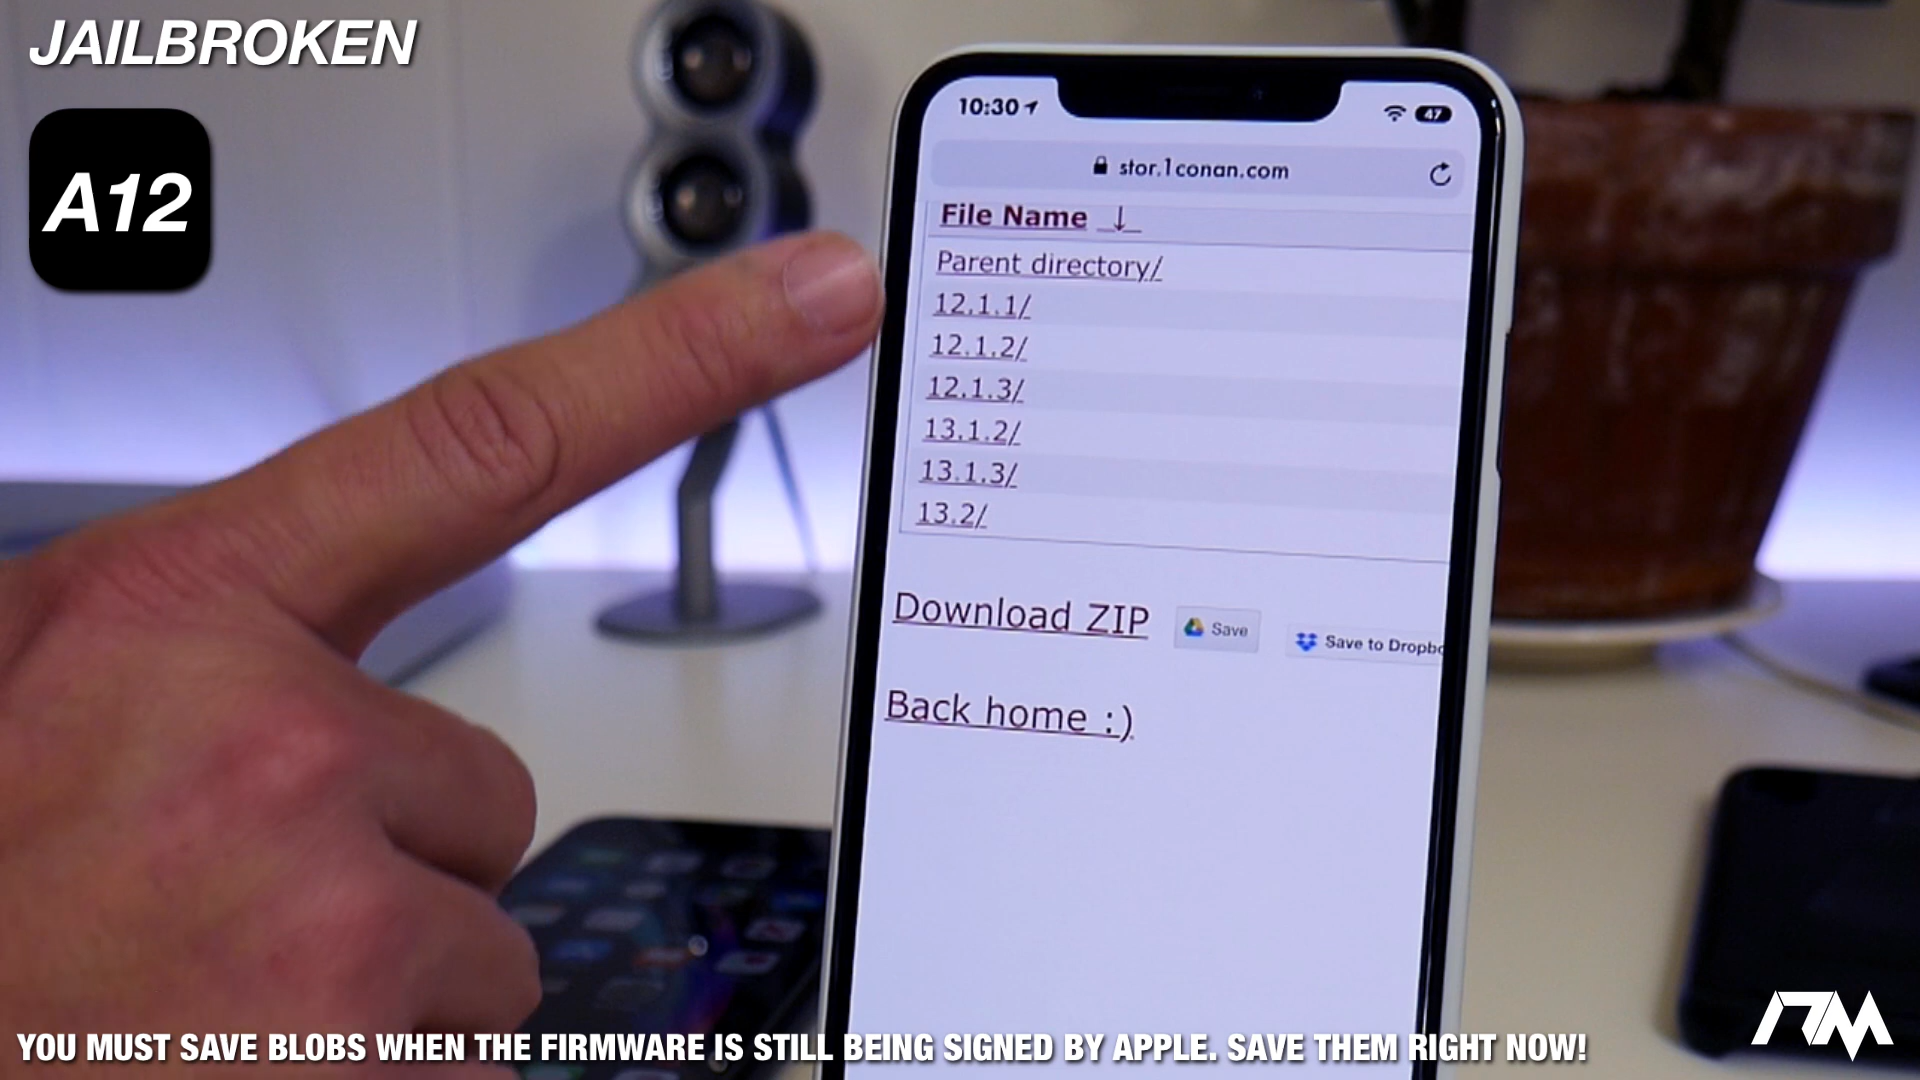 JAILBROKEN
A12
10:30
47
stor.1conan.com
File Name ↓
Parent directory/
12.1.1/
12.1.2/
12.1.3/
13.1.2/
13.1.3/
13.2/
Download ZIP Save Save to Dropbo
Back home :)
YOU MUST SAVE BLOBS WHEN THE FIRMWARE IS STILL BEING SIGNED BY APPLE. SAVE THEM RIGHT NOW!